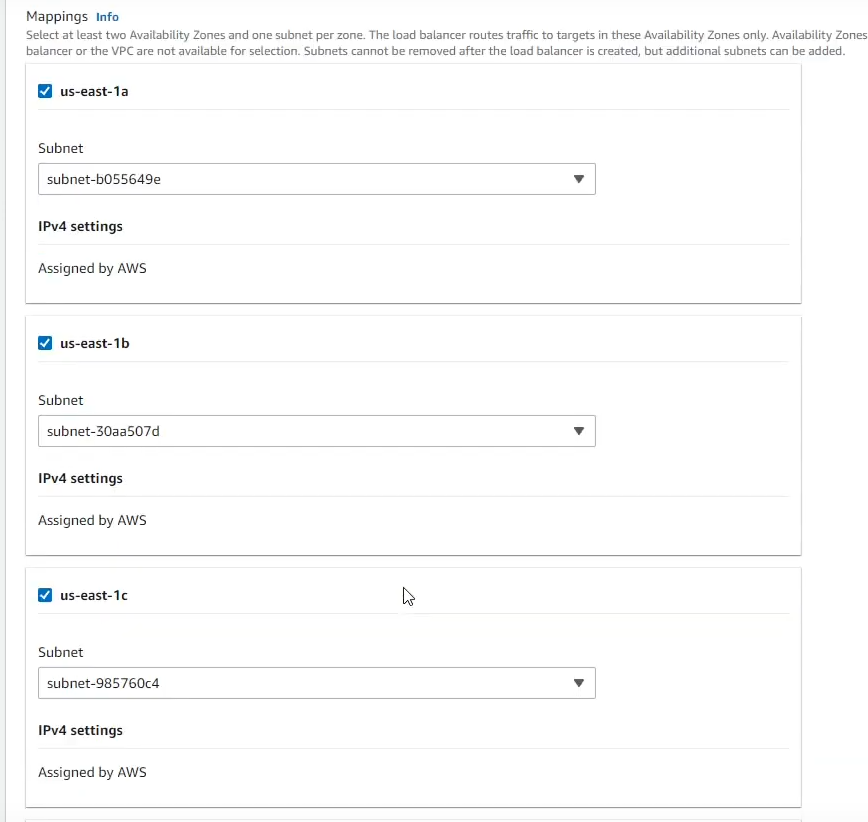 Mappings Info
Select at least two Availability Zones and one subnet per zone. The load balancer routes traffic to targets in these Availability Zones only. Availability Zones
balancer or the VPC are not available for selection. Subnets cannot be removed after the load balancer is created, but additional subnets can be added.
us-east-1a
Subnet
subnet-b055649e
IPv4 settings
Assigned by AWS
us-east-1b
Subnet
subnet-30aa507d
IPv4 settings
Assigned by AWS
us-east-1c
Subnet
subnet-985760c4
IPv4 settings
Assigned by AWS